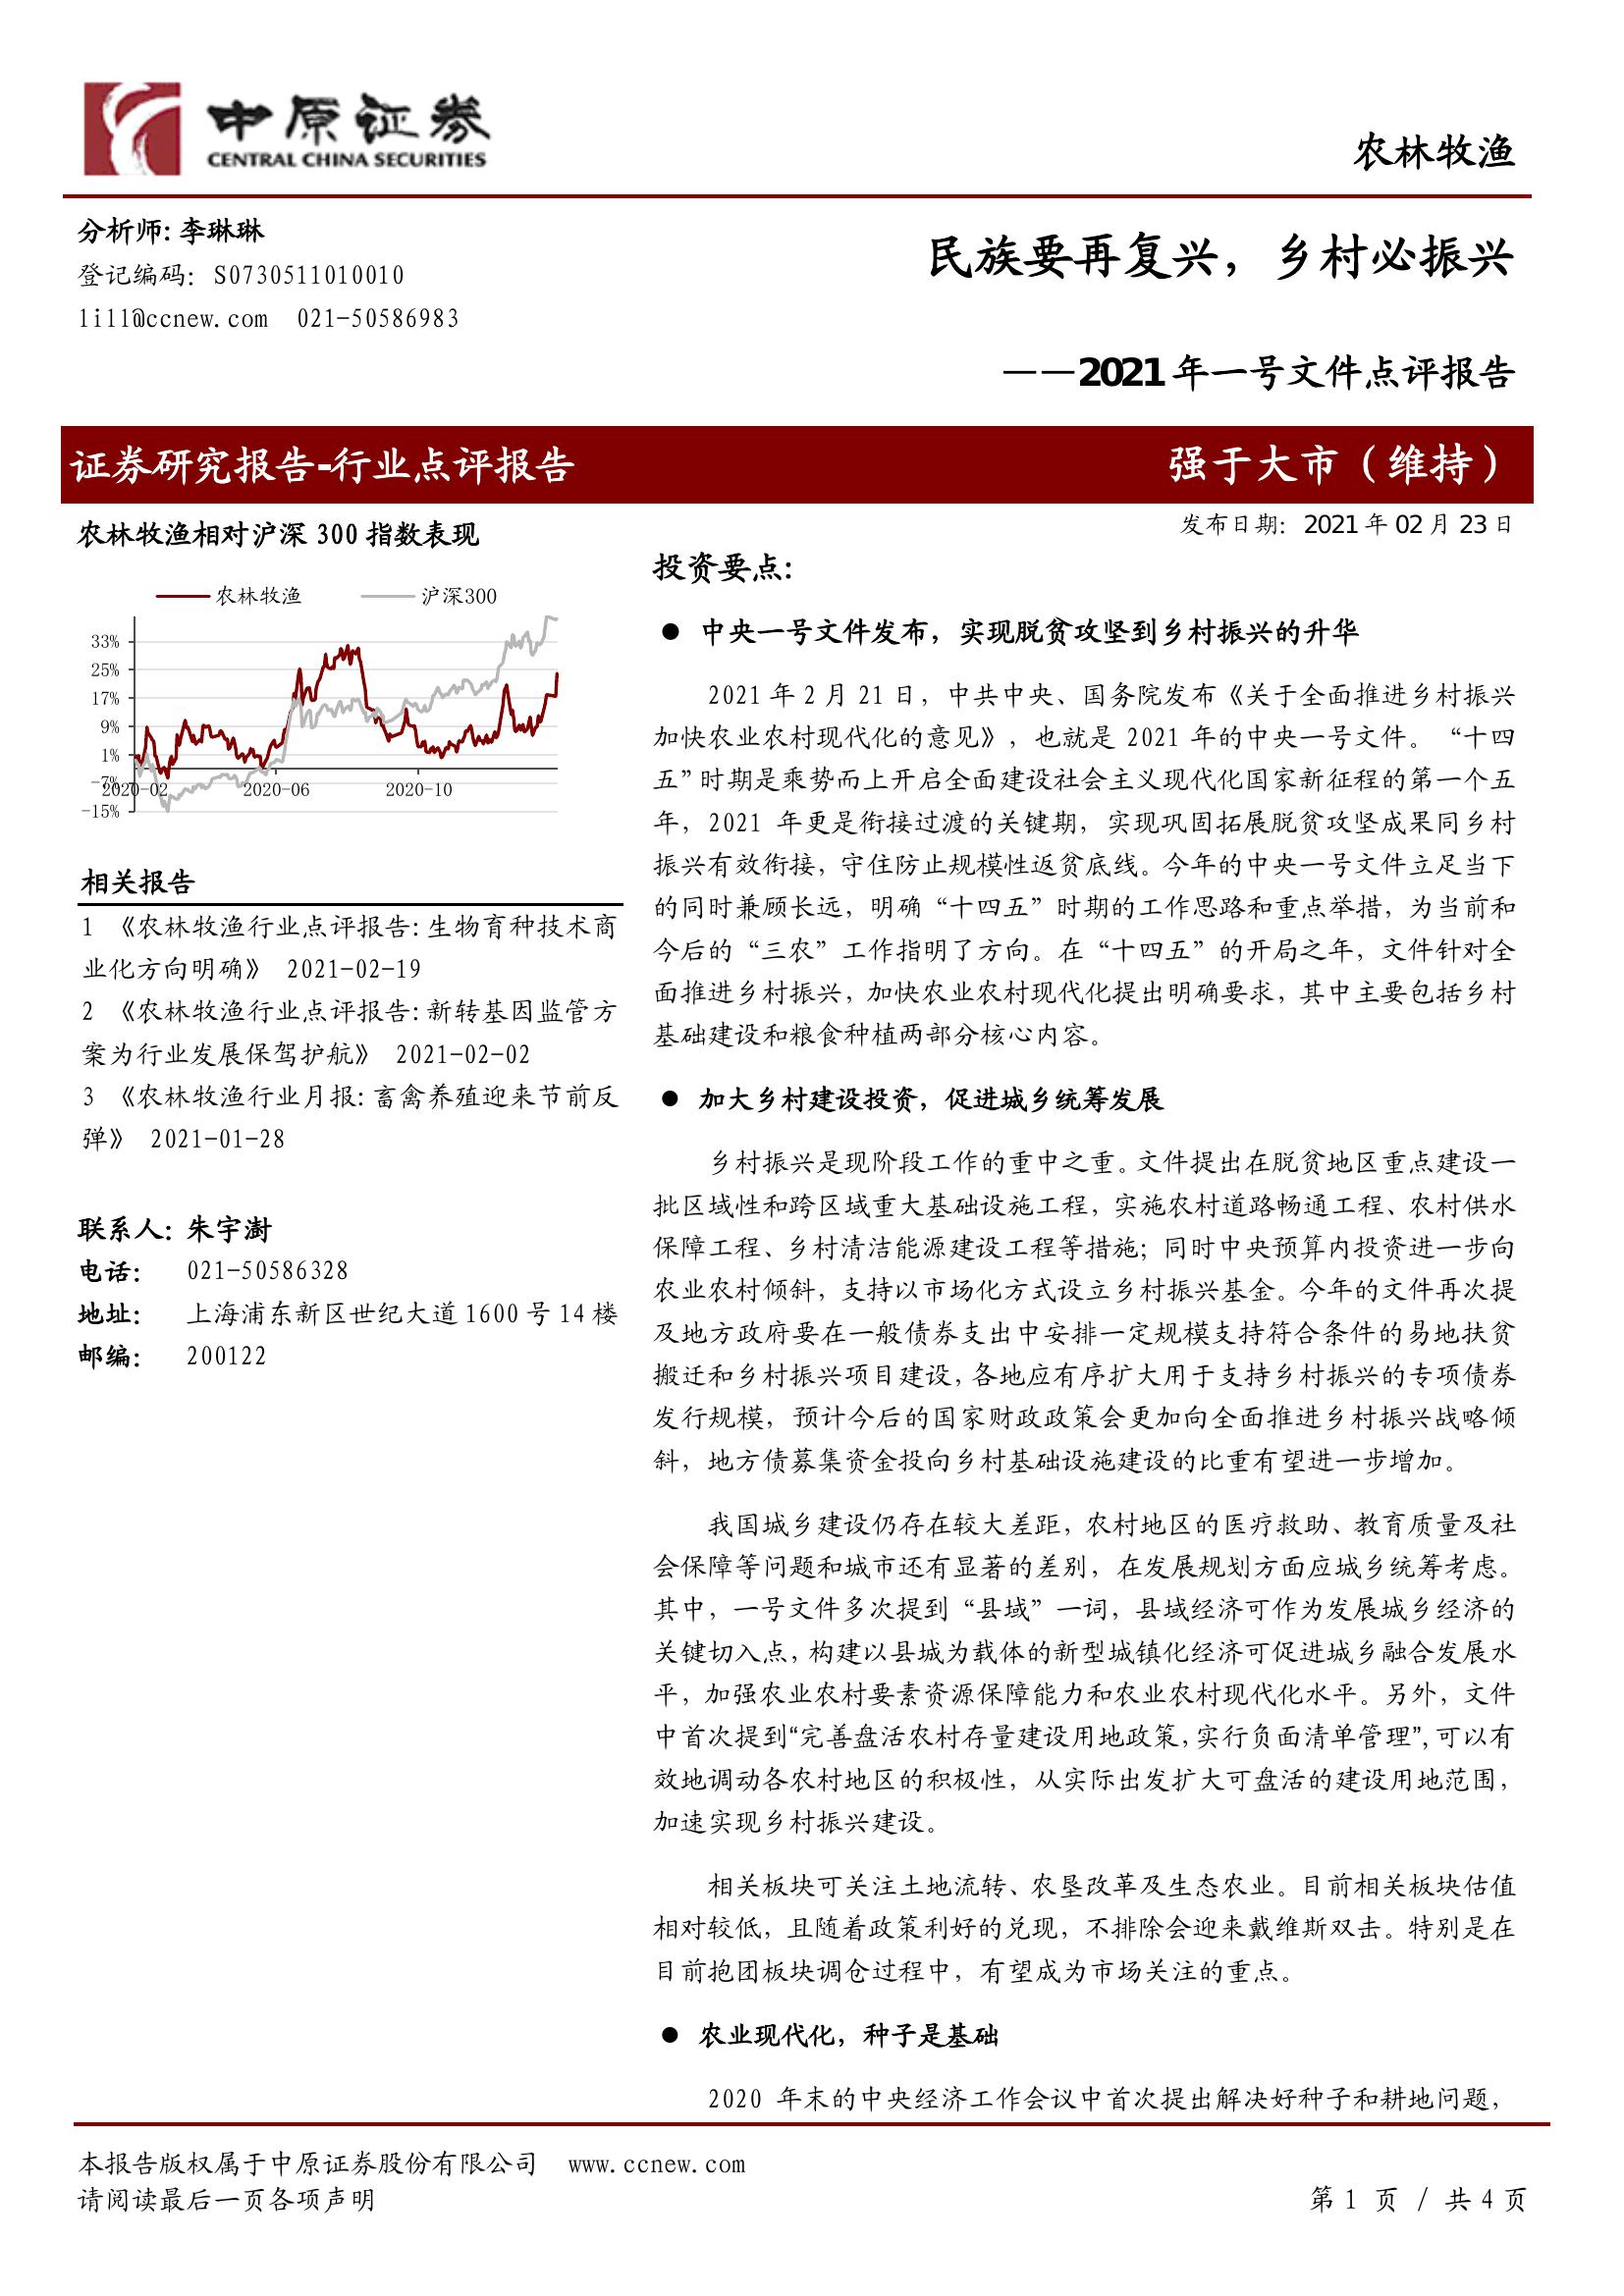 中原证券
CENTRAL CHINA SECURITIES
农林牧渔
分析师:李琳琳
登记编码：S0730511010010
lill@ccnew.com 021-50586983
民族要再复兴，乡村必振兴
——2021年一号文件点评报告
证券研究报告-行业点评报告
强于大市（维持）
农林牧渔相对沪深 300 指数表现
农林牧渔 沪深300
33%
25%
17%
9%
1%
-7%
-15%
2020-02 2020-06 2020-10
相关报告
1 《农林牧渔行业点评报告:生物育种技术商
业化方向明确》 2021-02-19
2 《农林牧渔行业点评报告:新转基因监管方
案为行业发展保驾护航》 2021-02-02
3 《农林牧渔行业月报:畜禽养殖迎来节前反
弹》 2021-01-28
联系人：朱宇澍
电话： 021-50586328
地址： 上海浦东新区世纪大道1600号14楼
邮编： 200122
发布日期：2021年02月23日
投资要点:
● 中央一号文件发布，实现脱贫攻坚到乡村振兴的升华
2021年2月21日，中共中央、国务院发布《关于全面推进乡村振兴
加快农业农村现代化的意见》，也就是 2021 年的中央一号文件。“十四
五”时期是乘势而上开启全面建设社会主义现代化国家新征程的第一个五
年，2021 年更是衔接过渡的关键期，实现巩固拓展脱贫攻坚成果同乡村
振兴有效衔接，守住防止规模性返贫底线。今年的中央一号文件立足当下
的同时兼顾长远，明确“十四五”时期的工作思路和重点举措，为当前和
今后的“三农”工作指明了方向。在“十四五”的开局之年，文件针对全
面推进乡村振兴，加快农业农村现代化提出明确要求，其中主要包括乡村
基础建设和粮食种植两部分核心内容。
● 加大乡村建设投资，促进城乡统筹发展
乡村振兴是现阶段工作的重中之重。文件提出在脱贫地区重点建设一
批区域性和跨区域重大基础设施工程，实施农村道路畅通工程、农村供水
保障工程、乡村清洁能源建设工程等措施；同时中央预算内投资进一步向
农业农村倾斜，支持以市场化方式设立乡村振兴基金。今年的文件再次提
及地方政府要在一般债券支出中安排一定规模支持符合条件的易地扶贫
搬迁和乡村振兴项目建设，各地应有序扩大用于支持乡村振兴的专项债券
发行规模，预计今后的国家财政政策会更加向全面推进乡村振兴战略倾
斜，地方债募集资金投向乡村基础设施建设的比重有望进一步增加。
我国城乡建设仍存在较大差距，农村地区的医疗救助、教育质量及社
会保障等问题和城市还有显著的差别，在发展规划方面应城乡统筹考虑。
其中，一号文件多次提到“县域”一词，县域经济可作为发展城乡经济的
关键切入点，构建以县城为载体的新型城镇化经济可促进城乡融合发展水
平，加强农业农村要素资源保障能力和农业农村现代化水平。另外，文件
中首次提到“完善盘活农村存量建设用地政策，实行负面清单管理”，可以有
效地调动各农村地区的积极性，从实际出发扩大可盘活的建设用地范围，
加速实现乡村振兴建设。
相关板块可关注土地流转、农垦改革及生态农业。目前相关板块估值
相对较低，且随着政策利好的兑现，不排除会迎来戴维斯双击。特别是在
目前抱团板块调仓过程中，有望成为市场关注的重点。
● 农业现代化，种子是基础
2020 年末的中央经济工作会议中首次提出解决好种子和耕地问题，
本报告版权属于中原证券股份有限公司 www.ccnew.com
请阅读最后一页各项声明
第1 页 / 共4页